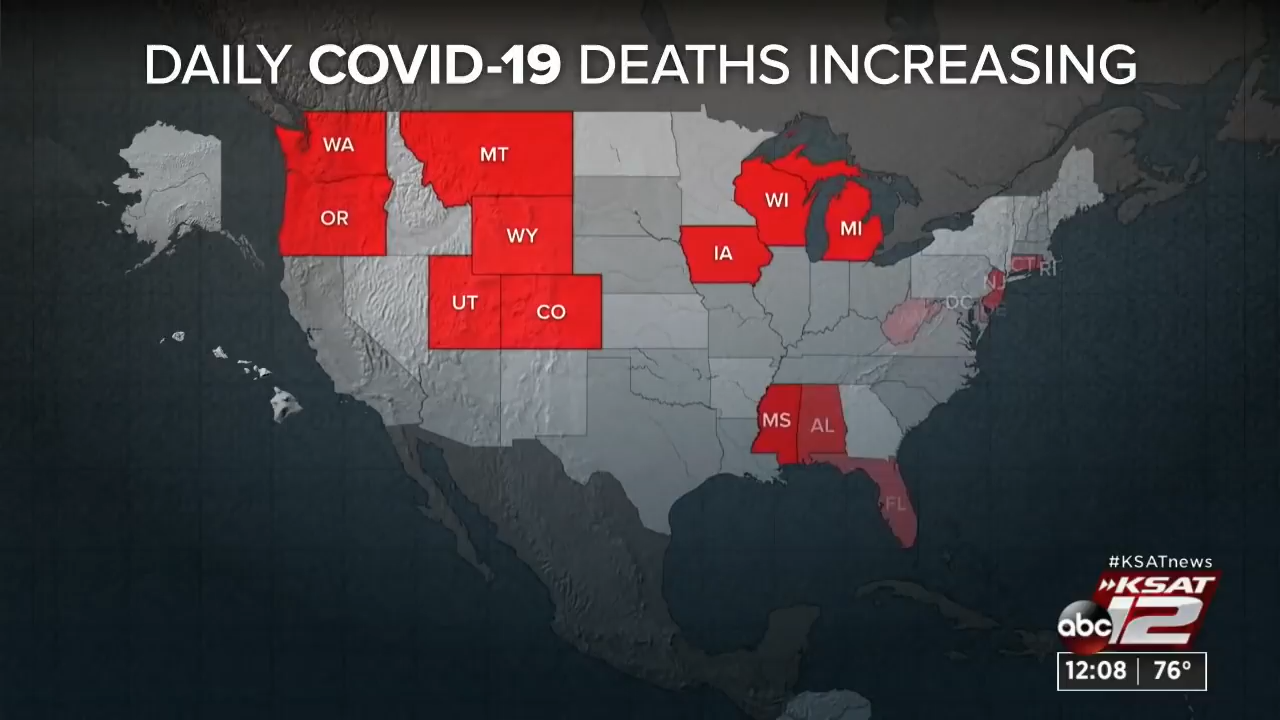 DAILY COVID-19 DEATHS INCREASING
WA
MT
OR
WY
WI
MI
IA
UT
CO
CT
RI
NJ
DC
DE
MS
AL
FL
#KSATnews
KSAT
abc 12
12:08 | 76°